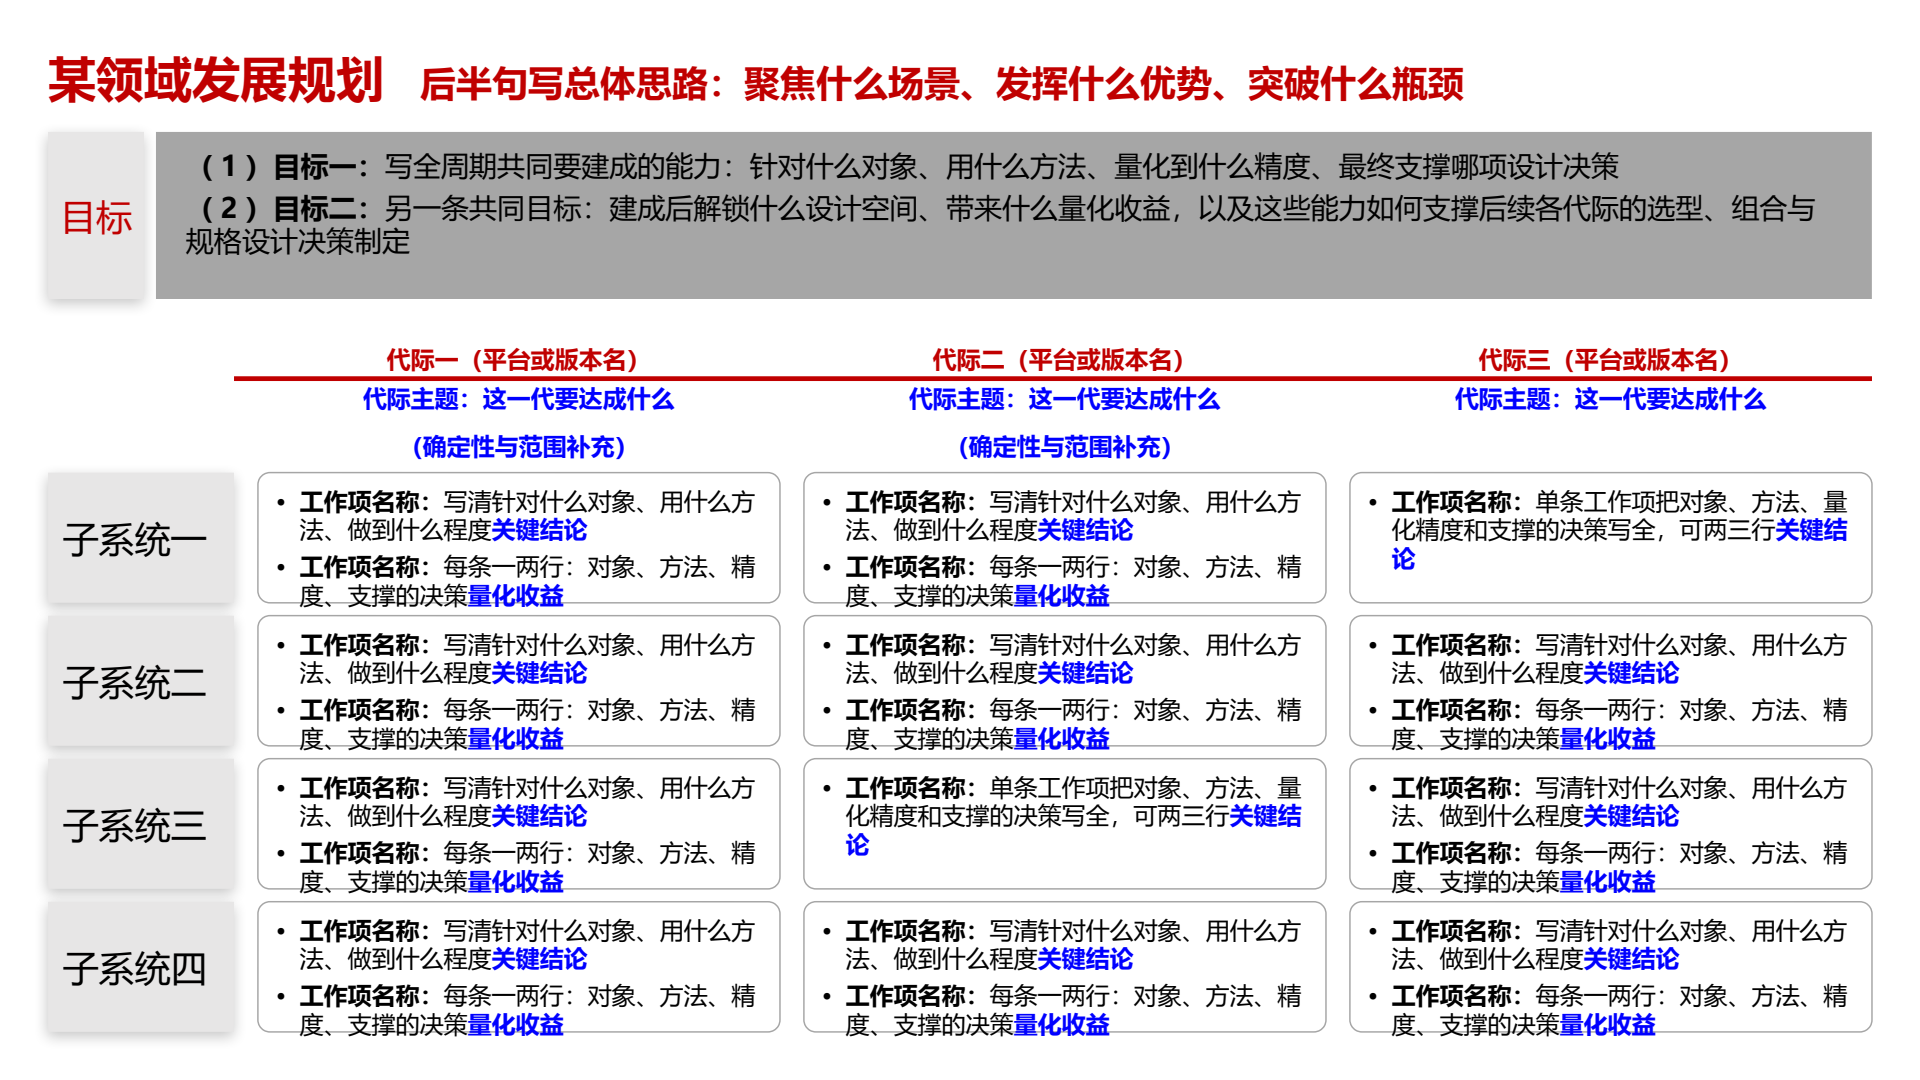 某领域发展规划 后半句写总体思路：聚焦什么场景、发挥什么优势、突破什么瓶颈
目标
（1）目标一：写全周期共同要建成的能力：针对什么对象、用什么方法、量化到什么精度、最终支撑哪项设计决策
（2）目标二：另一条共同目标：建成后解锁什么设计空间、带来什么量化收益，以及这些能力如何支撑后续各代际的选型、组合与
规格设计决策制定
代际一（平台或版本名）
代际二（平台或版本名）
代际三（平台或版本名）
代际主题：这一代要达成什么
（确定性与范围补充）
代际主题：这一代要达成什么
（确定性与范围补充）
代际主题：这一代要达成什么
子系统一
• 工作项名称：写清针对什么对象、用什么方
法、做到什么程度关键结论
• 工作项名称：每条一两行：对象、方法、精
度、支撑的决策量化收益
• 工作项名称：写清针对什么对象、用什么方
法、做到什么程度关键结论
• 工作项名称：每条一两行：对象、方法、精
度、支撑的决策量化收益
• 工作项名称：单条工作项把对象、方法、量
化精度和支撑的决策写全，可两三行关键结
论
子系统二
• 工作项名称：写清针对什么对象、用什么方
法、做到什么程度关键结论
• 工作项名称：每条一两行：对象、方法、精
度、支撑的决策量化收益
• 工作项名称：写清针对什么对象、用什么方
法、做到什么程度关键结论
• 工作项名称：每条一两行：对象、方法、精
度、支撑的决策量化收益
• 工作项名称：写清针对什么对象、用什么方
法、做到什么程度关键结论
• 工作项名称：每条一两行：对象、方法、精
度、支撑的决策量化收益
子系统三
• 工作项名称：写清针对什么对象、用什么方
法、做到什么程度关键结论
• 工作项名称：每条一两行：对象、方法、精
度、支撑的决策量化收益
• 工作项名称：单条工作项把对象、方法、量
化精度和支撑的决策写全，可两三行关键结
论
• 工作项名称：写清针对什么对象、用什么方
法、做到什么程度关键结论
• 工作项名称：每条一两行：对象、方法、精
度、支撑的决策量化收益
子系统四
• 工作项名称：写清针对什么对象、用什么方
法、做到什么程度关键结论
• 工作项名称：每条一两行：对象、方法、精
度、支撑的决策量化收益
• 工作项名称：写清针对什么对象、用什么方
法、做到什么程度关键结论
• 工作项名称：每条一两行：对象、方法、精
度、支撑的决策量化收益
• 工作项名称：写清针对什么对象、用什么方
法、做到什么程度关键结论
• 工作项名称：每条一两行：对象、方法、精
度、支撑的决策量化收益